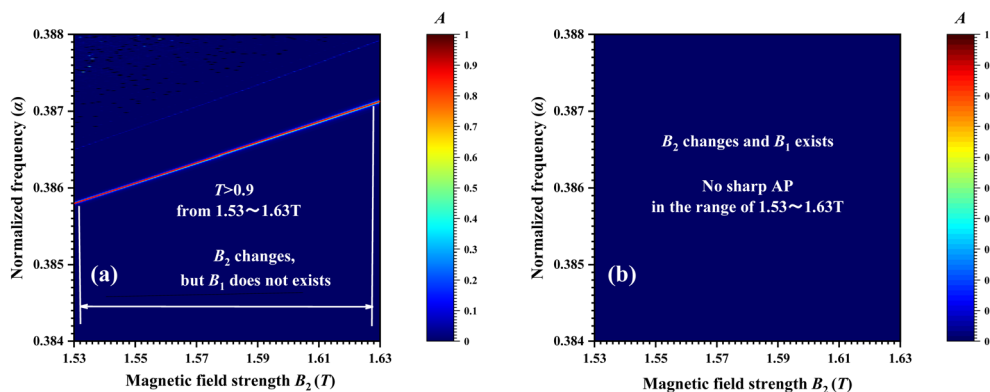 A
1
0.9
0.8
0.7
0.6
0.5
0.4
0.3
0.2
0.1
0
0.388
0.387
0.386
0.385
0.384
Normalized frequency (α)
T>0.9
from 1.53～1.63T
B2 changes,
but B1 does not exists
(a)
1.53
1.55
1.57
1.59
1.61
1.63
Magnetic field strength B2 (T)
A
1
0
0
0
0
0
0
0
0
0
0
0.388
0.387
0.386
0.385
0.384
Normalized frequency (α)
B2 changes and B1 exists
No sharp AP
in the range of 1.53～1.63T
(b)
1.53
1.55
1.57
1.59
1.61
1.63
Magnetic field strength B2 (T)